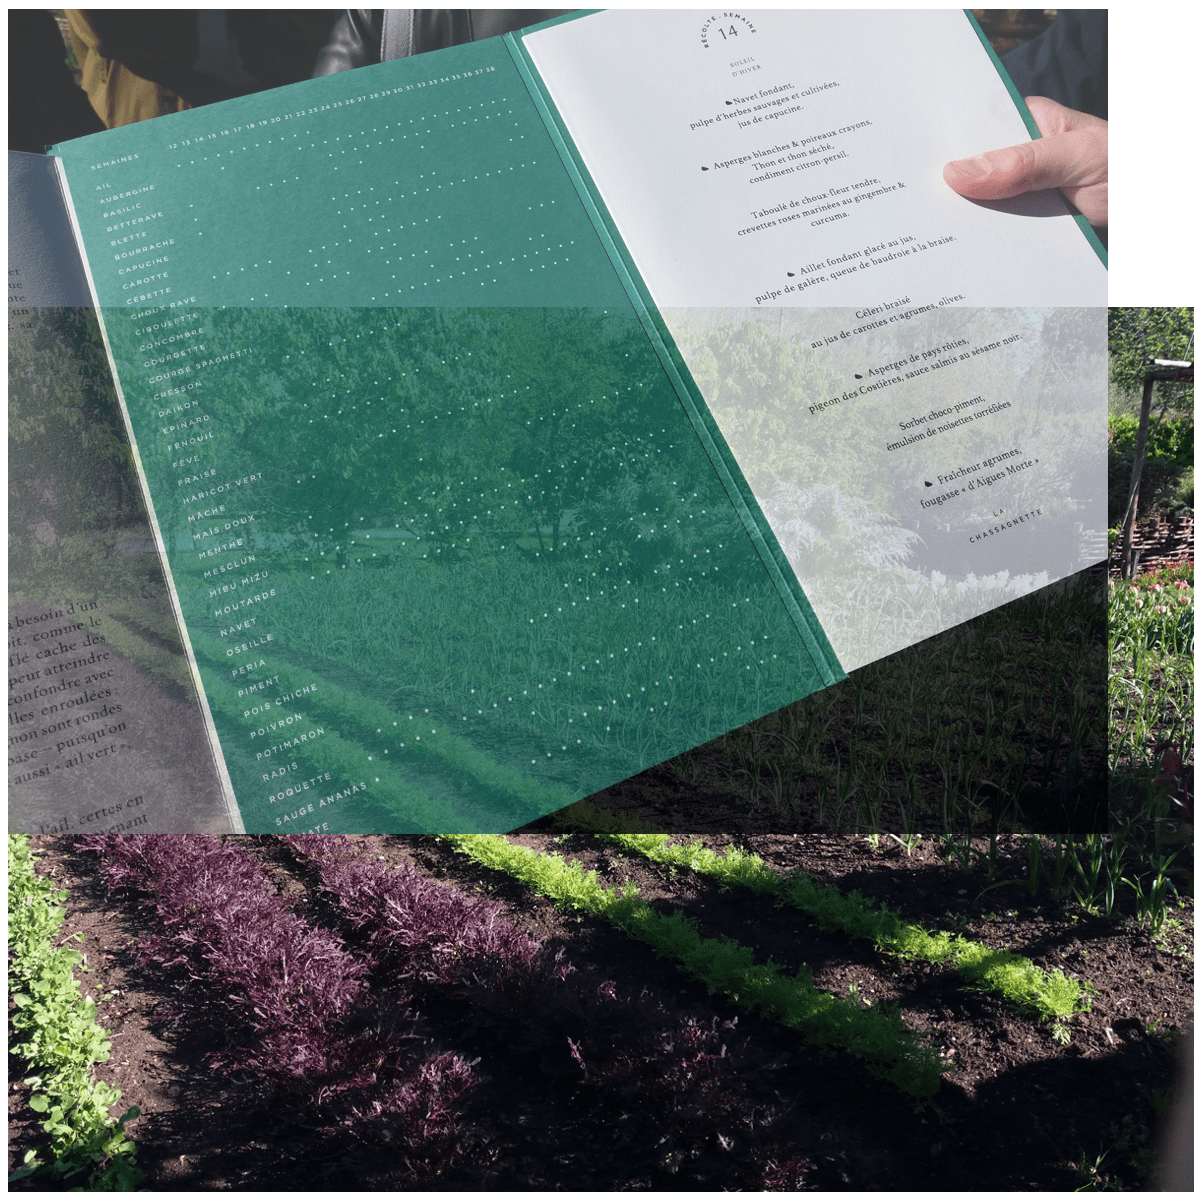 et
que
nte
un
sa
besoin d'un
oit, comme le
flé cache des
peut atteindre
confondre avec
lles enroulées ;
non sont rondes
base – puisqu'on
aussi « ail vert ».
l'ail, certes en
SEMAINES 12 13 14 15 16 17 18 19 20 21 22 23 24 25 26 27 28 29 30 31 32 33 34 35 36 37 38
AIL
AUBERGINE
BASILIC
BETTERAVE
BLETTE
BOURRACHE
CAPUCINE
CAROTTE
CÉBETTE
CHOUX RAVE
CIBOULETTE
CONCOMBRE
COURGETTE
COURGE SPAGHETTI
CRESSON
DAIKON
EPINARD
FENOUIL
FÈVE
FRAISE
HARICOT VERT
MÂCHE
MAÏS DOUX
MENTHE
MESCLUN
MIBU MIZU
MOUTARDE
NAVET
OSEILLE
PERIA
PIMENT
POIS CHICHE
POIVRON
POTIMARON
RADIS
ROQUETTE
SAUGE ANANAS
RÉCOLTE - SEMAINE
14
SOLEIL
D'HIVER
Navet fondant,
pulpe d'herbes sauvages et cultivées,
jus de capucine.
Asperges blanches & poireaux crayons,
Thon et thon séché,
condiment citron-persil.
Taboulé de choux-fleur tendre,
crevettes roses marinées au gingembre &
curcuma.
Aillet fondant glacé au jus,
pulpe de galère, queue de baudroie à la braise.
Céleri braisé
au jus de carottes et agrumes, olives.
Asperges de pays rôties,
pigeon des Costières, sauce salmis au sésame noir.
Sorbet choco-piment,
émulsion de noisettes torréfiées
Fraîcheur agrumes,
fougasse « d'Aigues Morte »
LA
CHASSAGNETTE